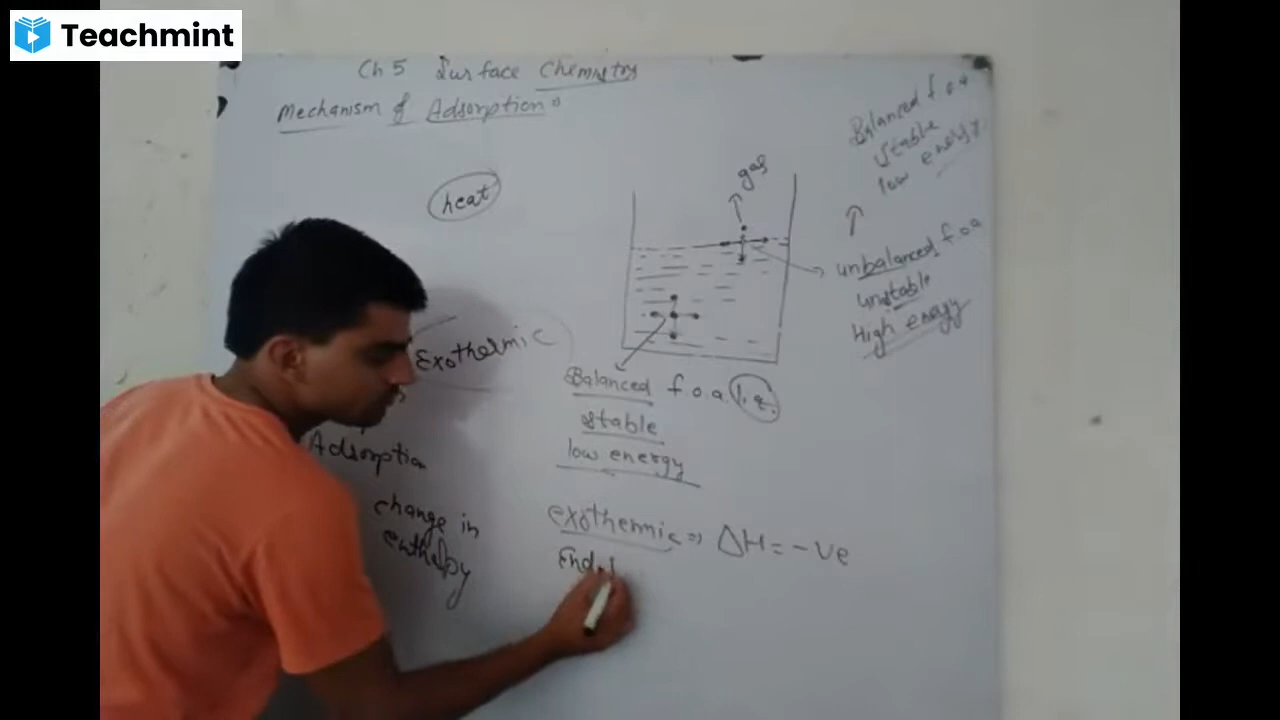 Teachmint
Ch 5 Surface Chemistry
Mechanism of Adsorption
heat
gas
Balanced f.o.a
stable
low energy
unbalanced f.o.a
unstable
High energy
Exothermic
Balanced f.o.a.
stable
low energy
Adsorption
change in
enthalpy
exothermic => ΔH = -ve
End